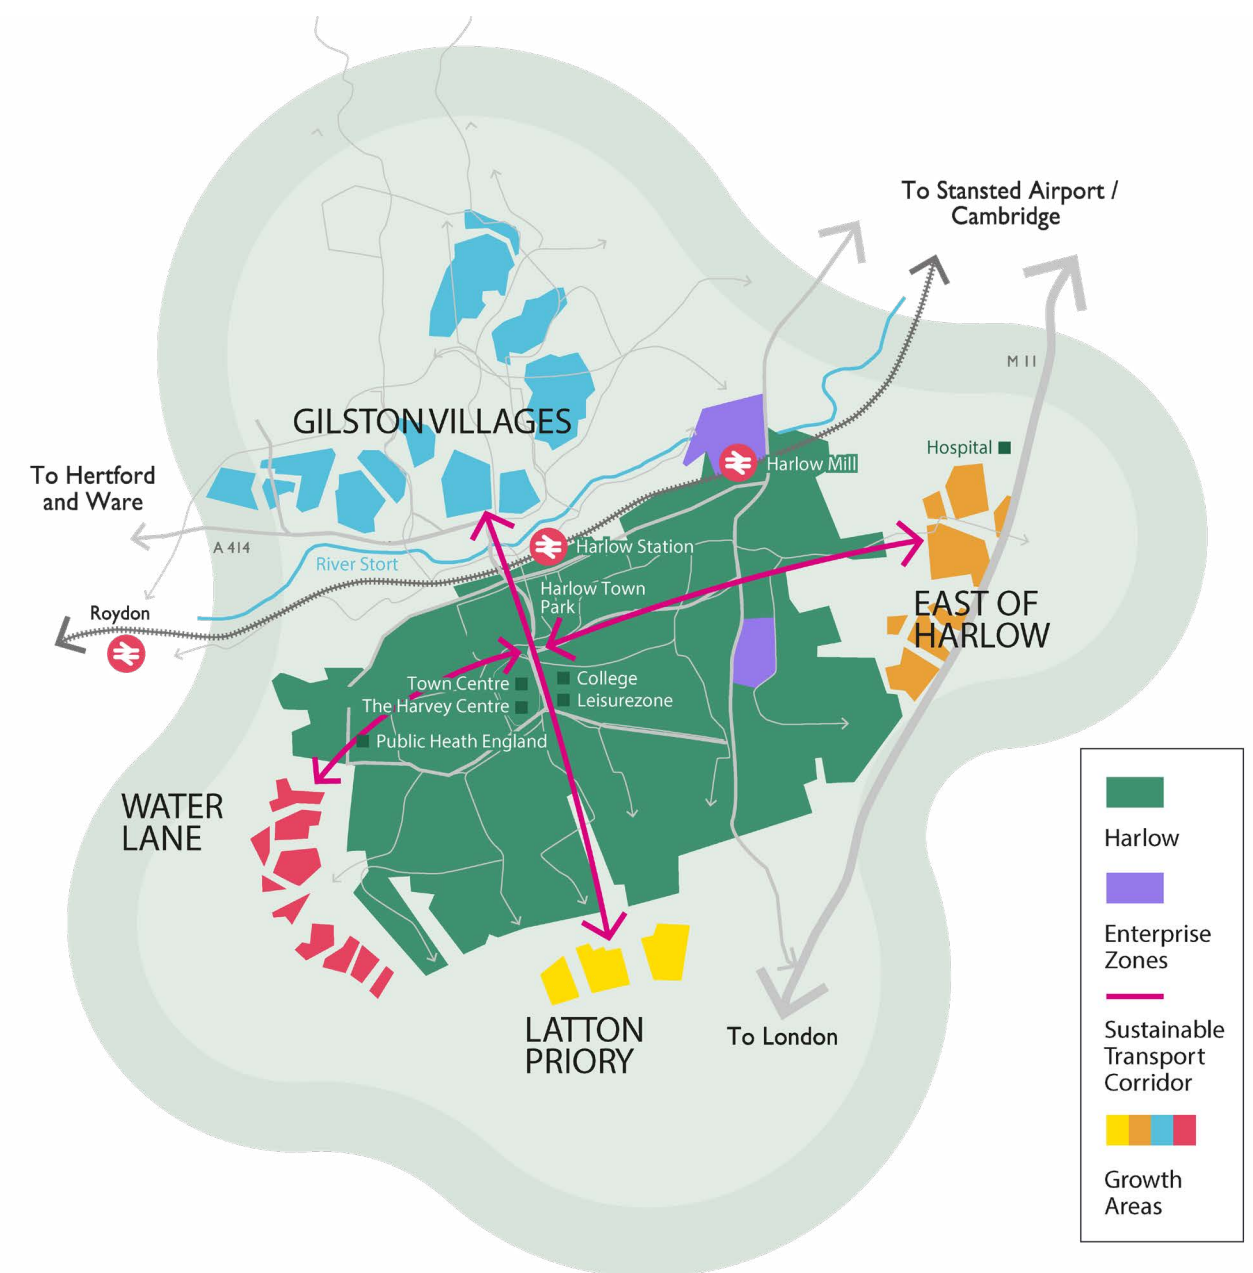 To Stansted Airport /
Cambridge
M 11
GILSTON VILLAGES
Hospital
Harlow Mill
To Hertford
and Ware
A 414
River Stort
Harlow Station
Harlow Town
Park
Roydon
EAST OF
HARLOW
Town Centre
College
The Harvey Centre
Leisurezone
Public Heath England
WATER
LANE
LATTON
PRIORY
To London
Harlow
Enterprise
Zones
Sustainable
Transport
Corridor
Growth
Areas